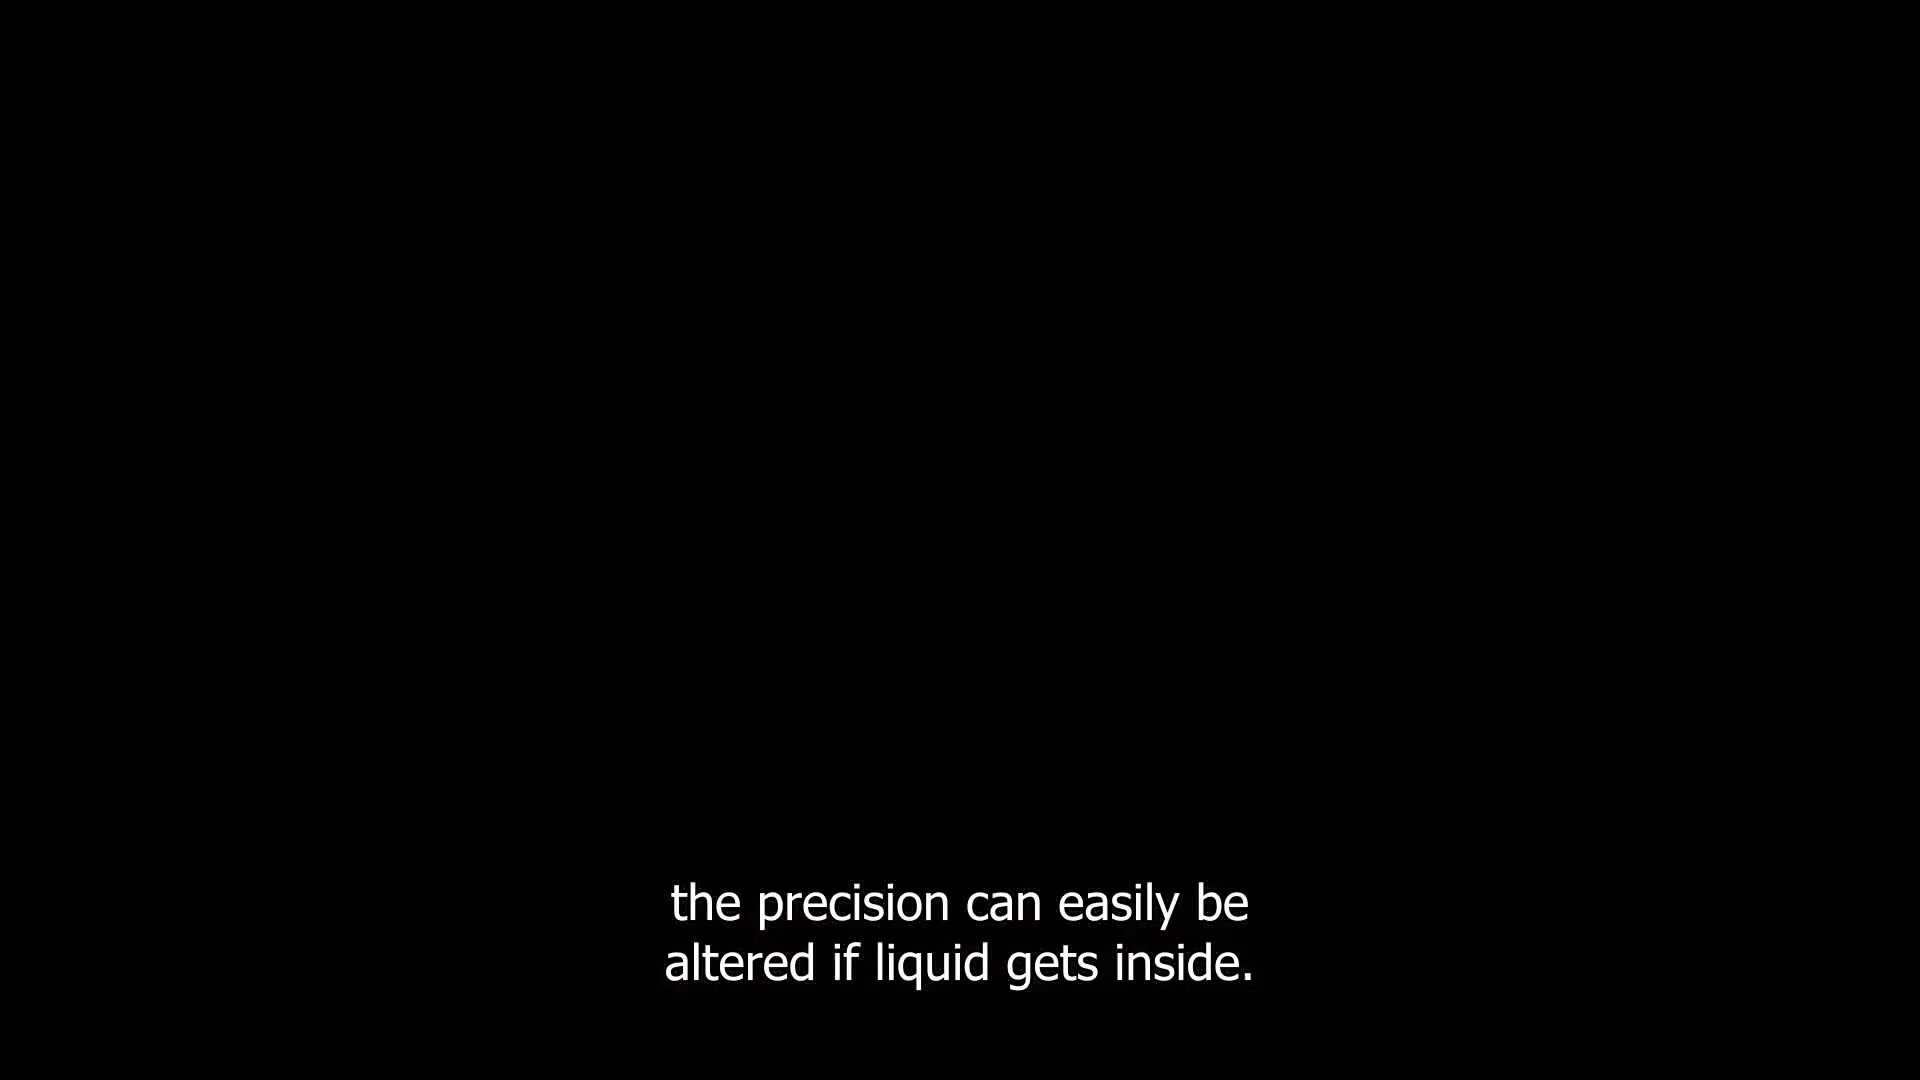 the precision can easily be
altered if liquid gets inside.